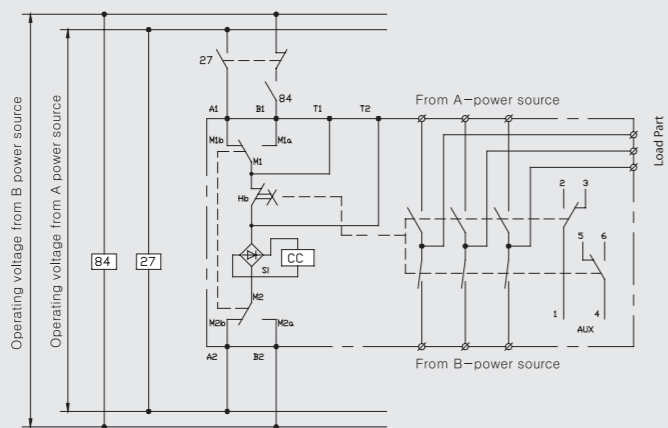 Operating voltage from B power source
Operating voltage from A power source
84
27
27
84
A1
B1
T1
T2
M1b
M1a
M1
Hb
S1
CC
M2
M2b
M2a
A2
B2
From A-power source
Load Part
2
3
5
6
1
4
AUX
From B-power source